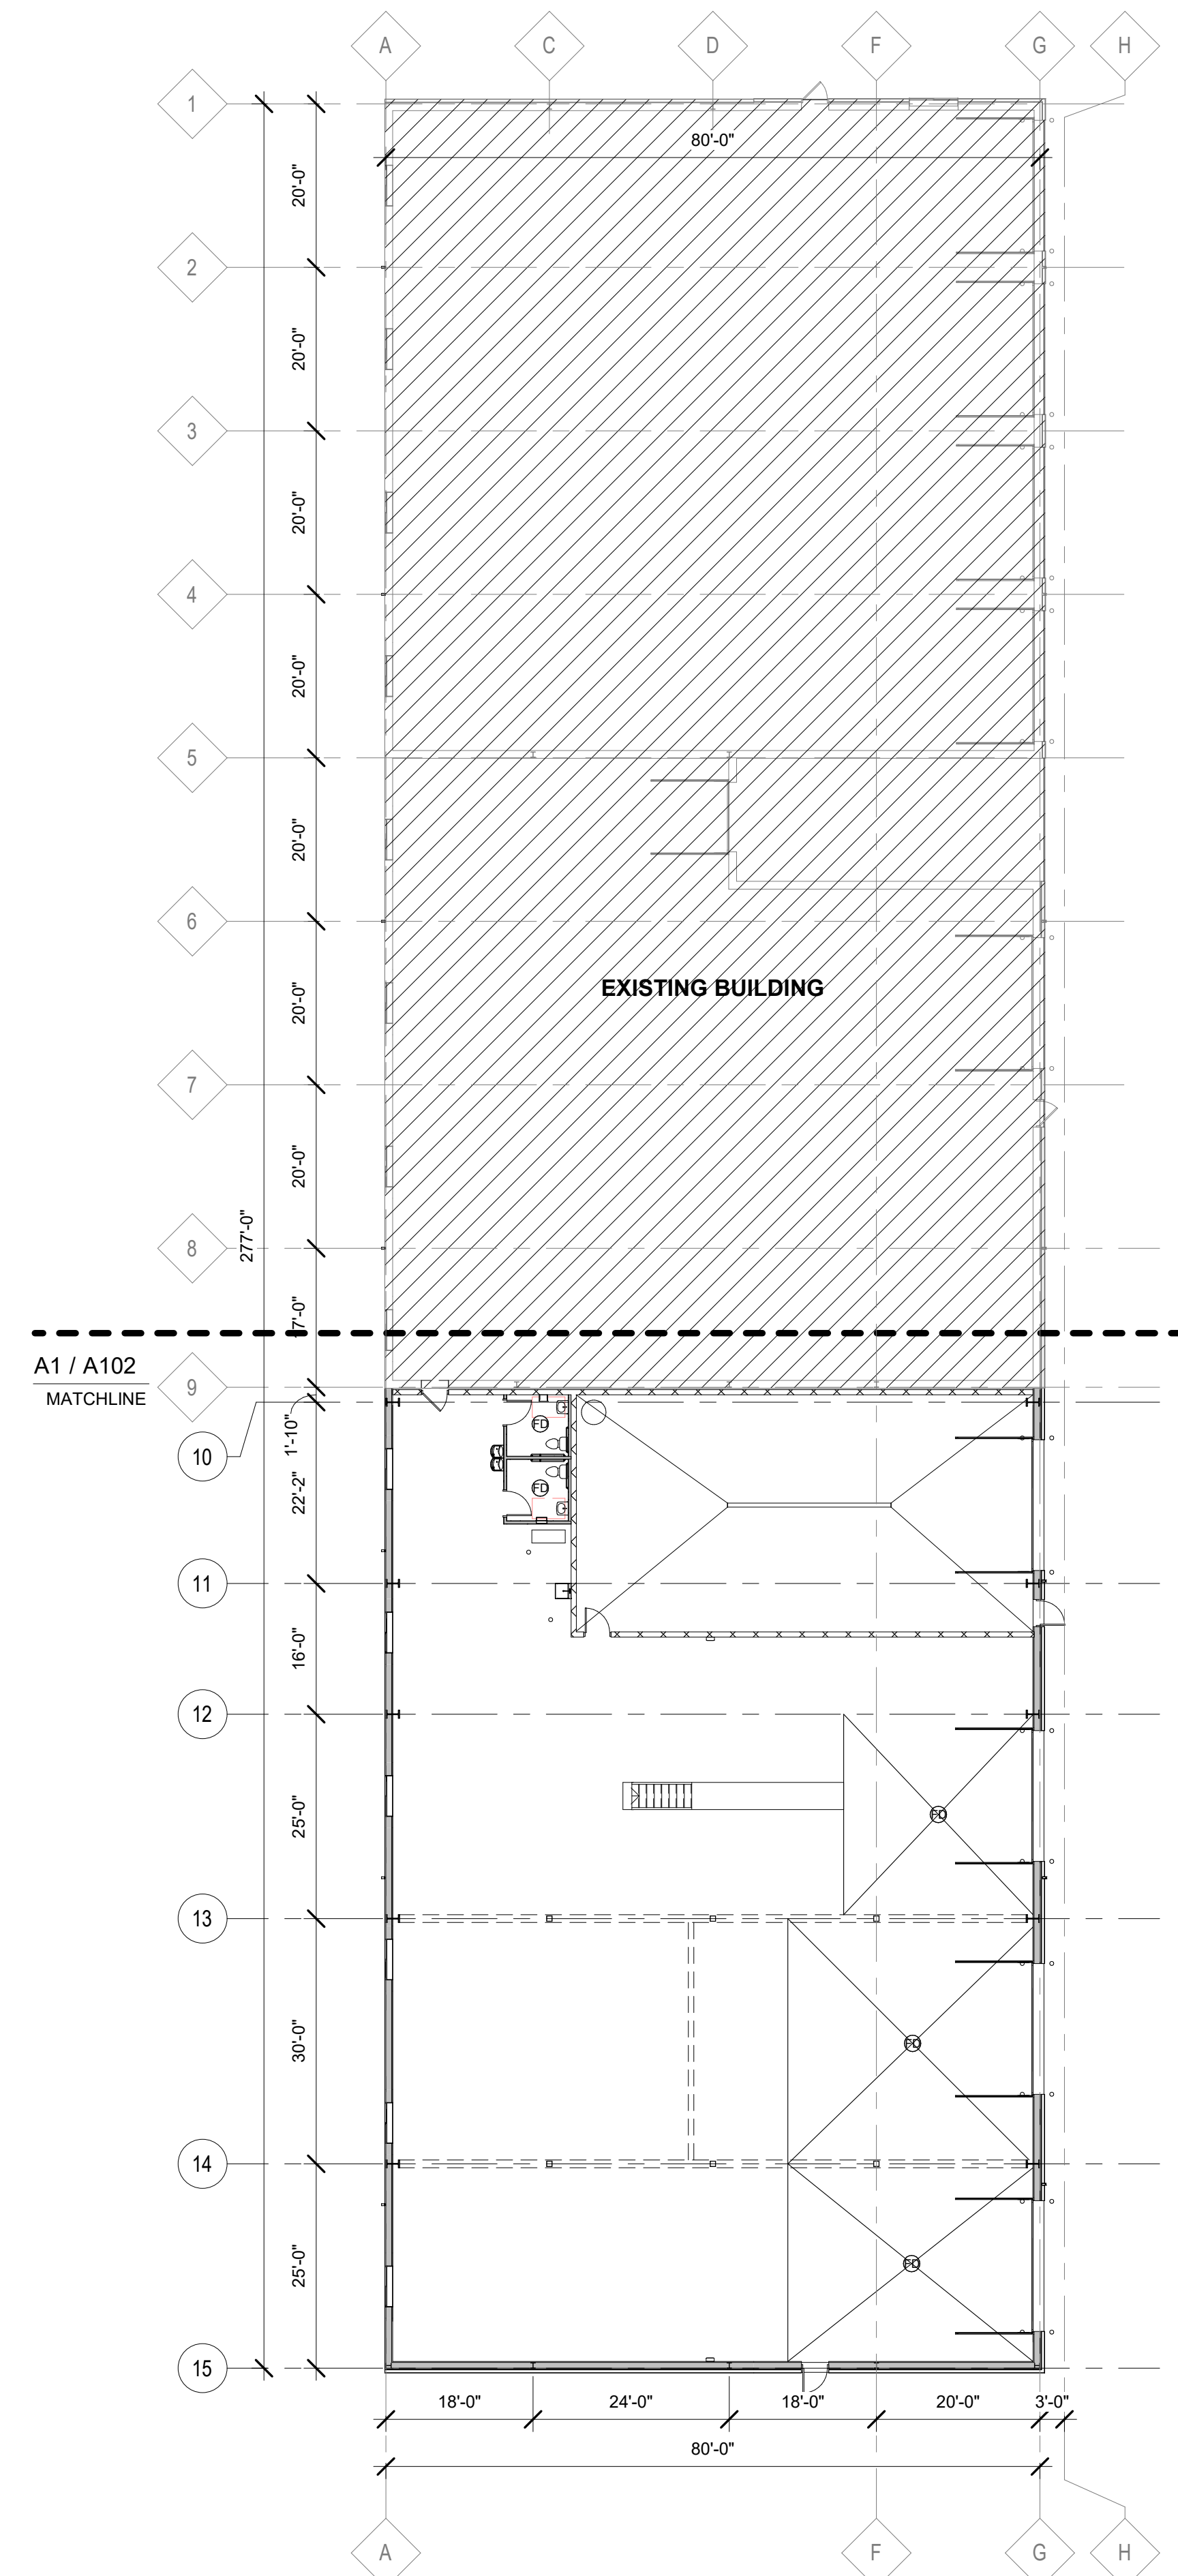 A C D F G H
1
80'-0"
20'-0"
2
20'-0"
3
20'-0"
4
20'-0"
5
20'-0"
6
EXISTING BUILDING
20'-0"
7
20'-0"
277'-0"
8
7'-0"
A1 / A102
MATCHLINE
9
1'-10"
FD
10
22'-2"
FD
11
16'-0"
12
25'-0"
FD
13
30'-0"
FD
14
25'-0"
FD
15
18'-0" 24'-0" 18'-0" 20'-0" 3'-0"
80'-0"
A F G H